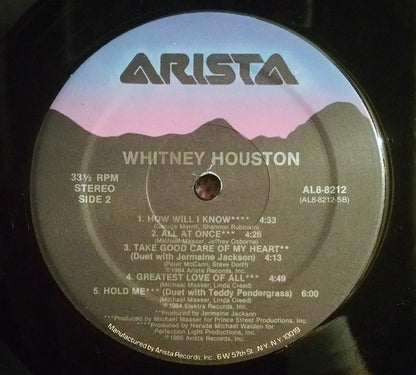 ARISTA
WHITNEY HOUSTON
33⅓ RPM
STEREO
SIDE 2
AL8-8212
(AL8-8212-SB)
1. HOW WILL I KNOW**** 4:33
(George Merrill, Shannon Rubicam)
2. ALL AT ONCE*** 4:26
(Michael Masser, Jeffrey Osborne)
3. TAKE GOOD CARE OF MY HEART**
(Duet with Jermaine Jackson) 4:13
(Peter McCann, Steve Dorff)
℗1984 Arista Records, Inc.
4. GREATEST LOVE OF ALL*** 4:49
(Michael Masser, Linda Creed)
5. HOLD ME*** (Duet with Teddy Pendergrass) 6:00
(Michael Masser, Linda Creed)
℗1984 Elektra Records, Inc.
**Produced by Jermaine Jackson
***Produced by Michael Masser for Prince Street Productions, Inc.
****Produced by Narada Michael Walden for
Perfection Light Productions, Inc.
℗1985 Arista Records, Inc.
Manufactured by Arista Records, Inc., 6 W. 57th St., N.Y., N.Y. 10019